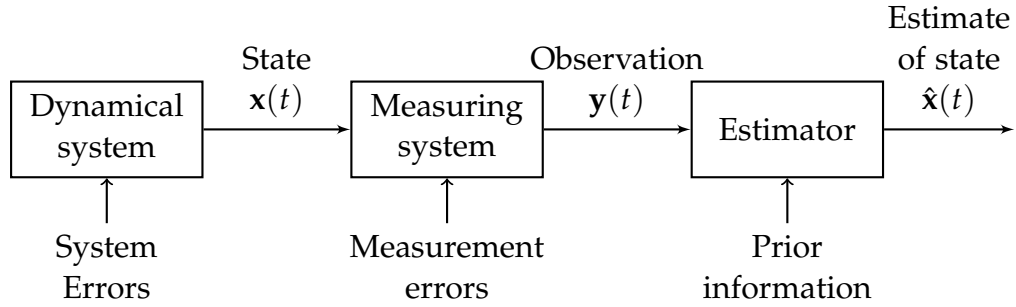 Dynamical
system
State
𝐱(t)
Measuring
system
Observation
𝐲(t)
Estimator
Estimate
of state
𝐱̂(t)
System
Errors
Measurement
errors
Prior
information